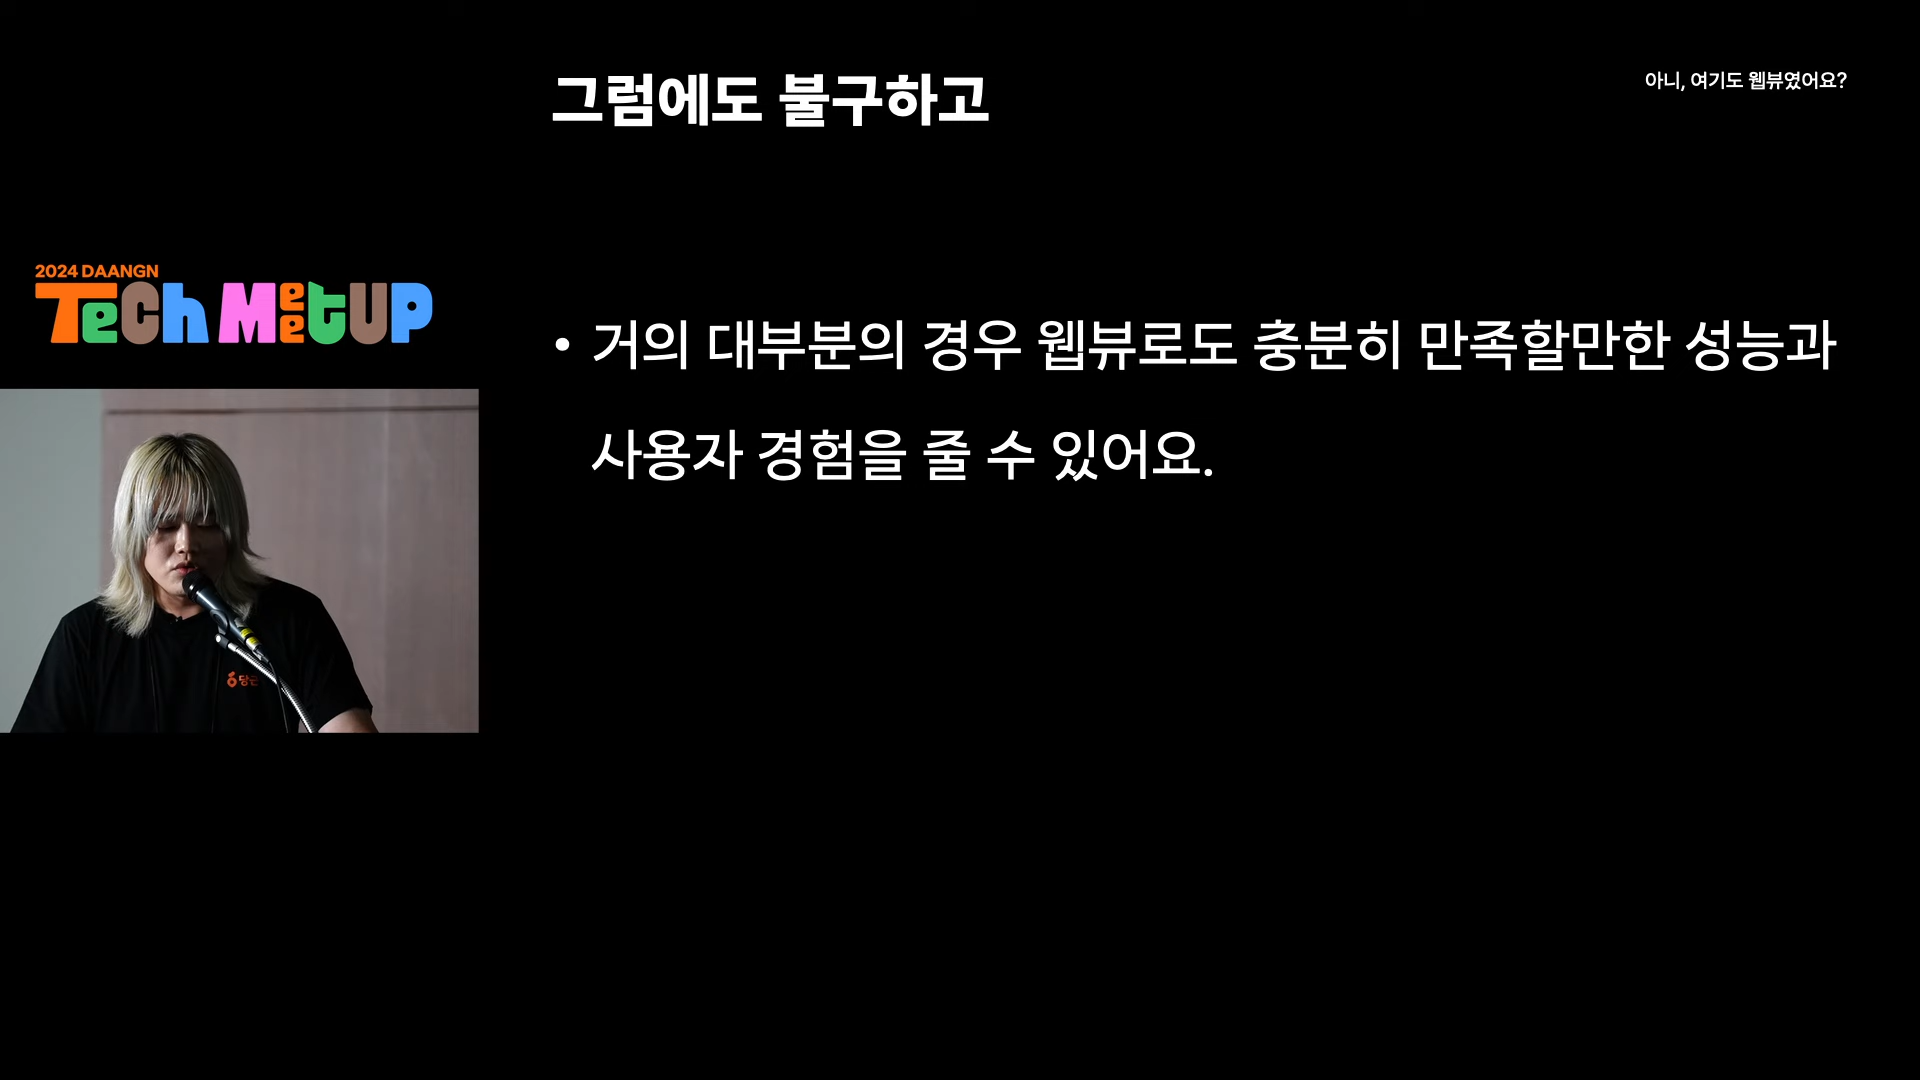 그럼에도 불구하고
아니, 여기도 웹뷰였어요?
2024 DAANGN
Tech MeetUP
• 거의 대부분의 경우 웹뷰로도 충분히 만족할만한 성능과
사용자 경험을 줄 수 있어요.
당근